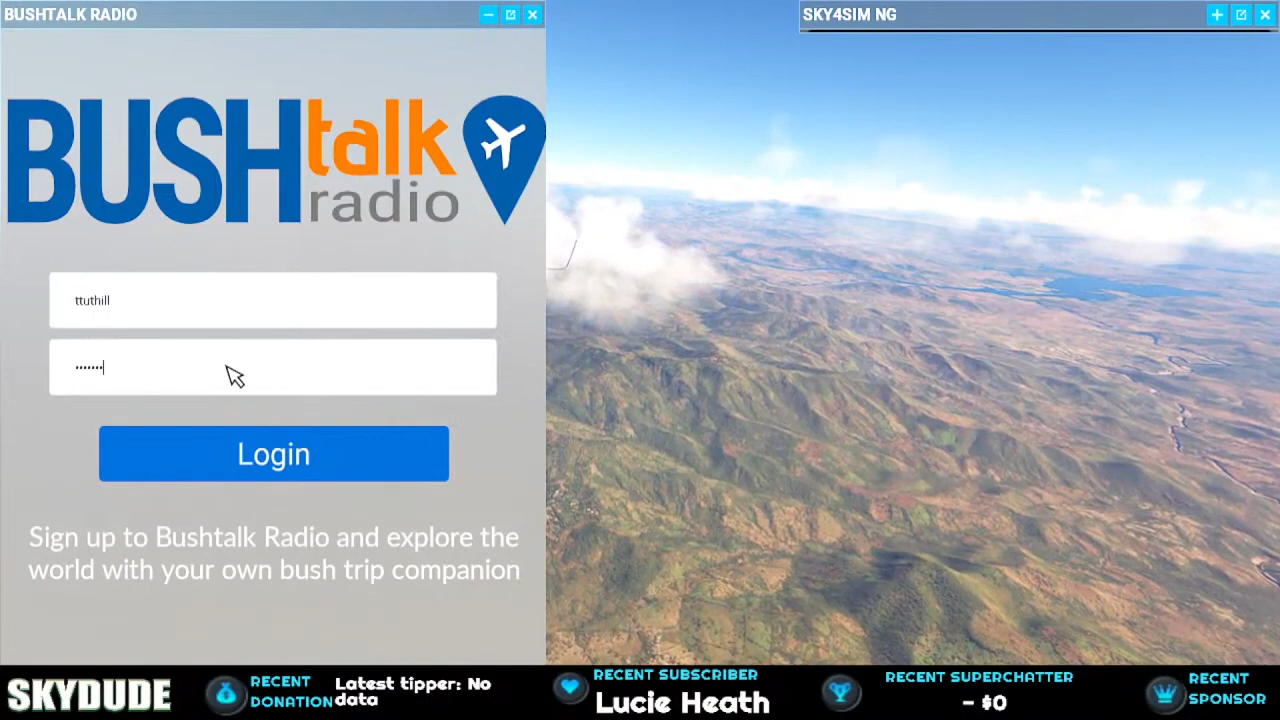 BUSHTALK RADIO
SKY4SIM NG
BUSHtalk
radio
ttuthill
•••••••
Login
Sign up to Bushtalk Radio and explore the
world with your own bush trip companion
SKYDUDE
RECENT
DONATION
Latest tipper: No
data
RECENT SUBSCRIBER
Lucie Heath
RECENT SUPERCHATTER
– $0
RECENT
SPONSOR